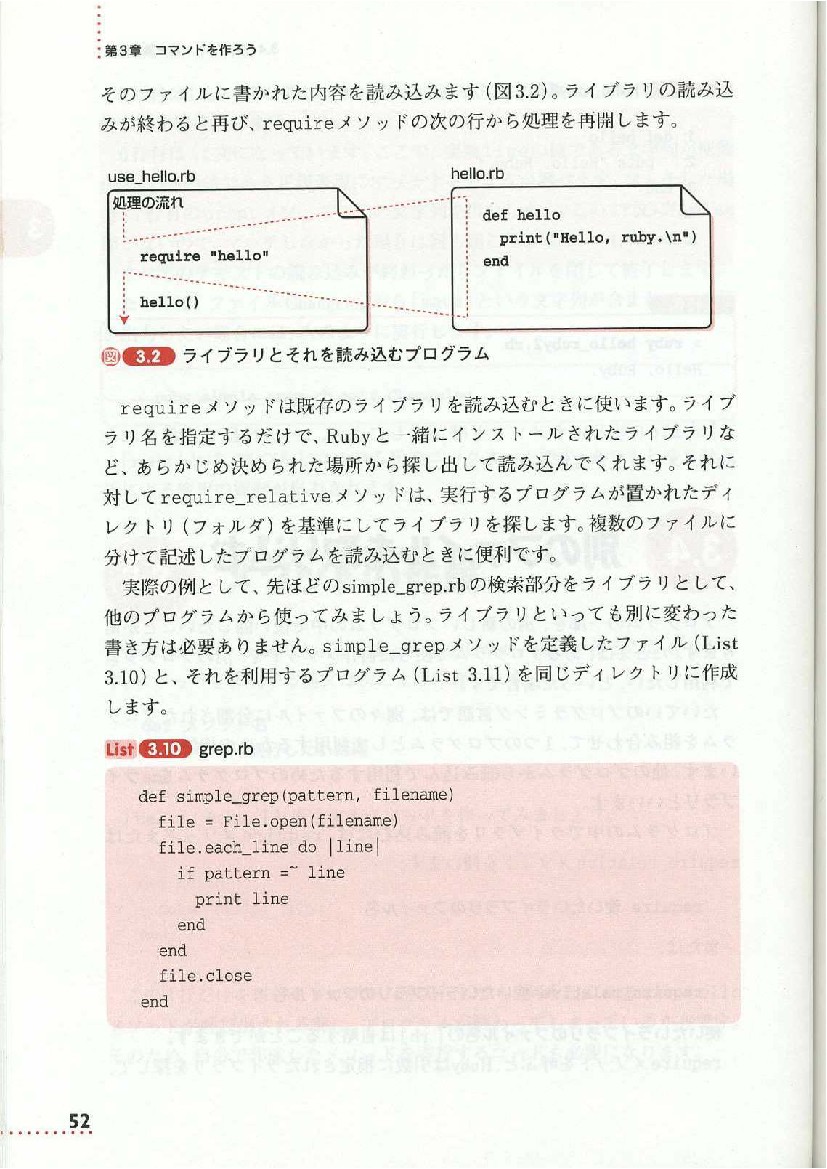 第3章　コマンドを作ろう
そのファイルに書かれた内容を読み込みます(図3.2)。ライブラリの読み込
みが終わると再び、requireメソッドの次の行から処理を再開します。
use_hello.rb
処理の流れ
require "hello"
hello()
hello.rb
def hello
print("Hello, ruby.\n")
end
図 3.2 ライブラリとそれを読み込むプログラム
requireメソッドは既存のライブラリを読み込むときに使います。ライブ
ラリ名を指定するだけで、Rubyと一緒にインストールされたライブラリな
ど、あらかじめ決められた場所から探し出して読み込んでくれます。それに
対してrequire_relativeメソッドは、実行するプログラムが置かれたディ
レクトリ(フォルダ)を基準にしてライブラリを探します。複数のファイルに
分けて記述したプログラムを読み込むときに便利です。
実際の例として、先ほどのsimple_grep.rbの検索部分をライブラリとして、
他のプログラムから使ってみましょう。ライブラリといっても別に変わった
書き方は必要ありません。simple_grepメソッドを定義したファイル(List
3.10)と、それを利用するプログラム(List 3.11)を同じディレクトリに作成
します。
List 3.10 grep.rb
def simple_grep(pattern, filename)
file = File.open(filename)
file.each_line do |line|
if pattern =~ line
print line
end
end
file.close
end
52